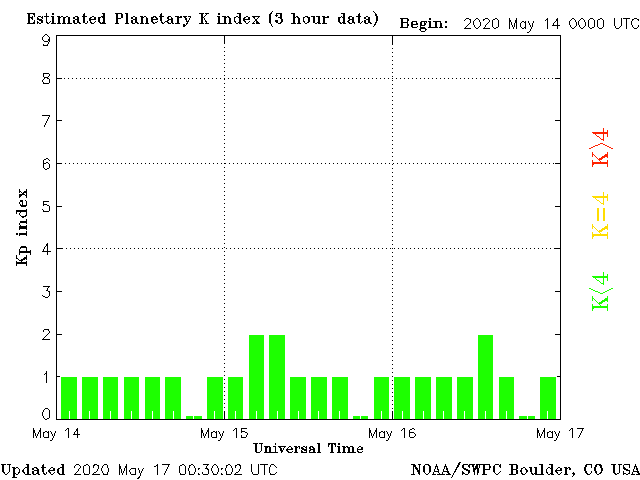 Estimated Planetary K index (3 hour data)
Begin: 2020 May 14 0000 UTC
9
8
7
6
5
4
3
2
1
0
Kp index
K>4
K=4
K<4
May 14
May 15
May 16
May 17
Universal Time
Updated 2020 May 17 00:30:02 UTC
NOAA/SWPC Boulder, CO USA